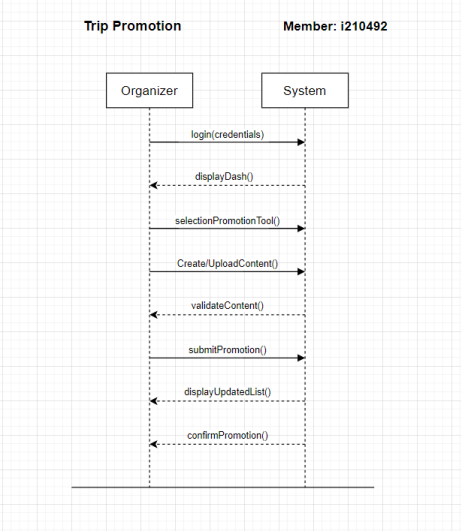 Trip Promotion
Member: i210492
Organizer
System
login(credentials)
displayDash()
selectionPromotionTool()
Create/UploadContent()
validateContent()
submitPromotion()
displayUpdatedList()
confirmPromotion()